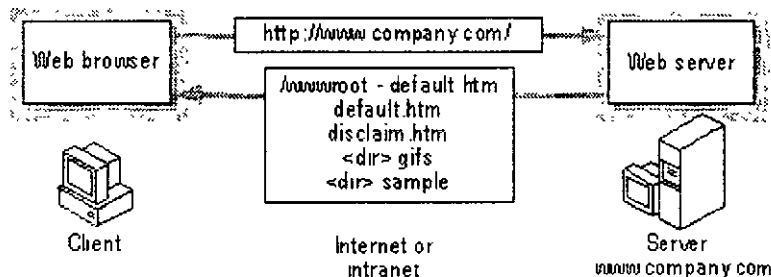 http://www.company.com/
Web browser
Web server
/wwwroot - default.htm
default.htm
disclaim.htm
<dir> gifs
<dir> sample
Client
Internet or
intranet
Server
www.company.com